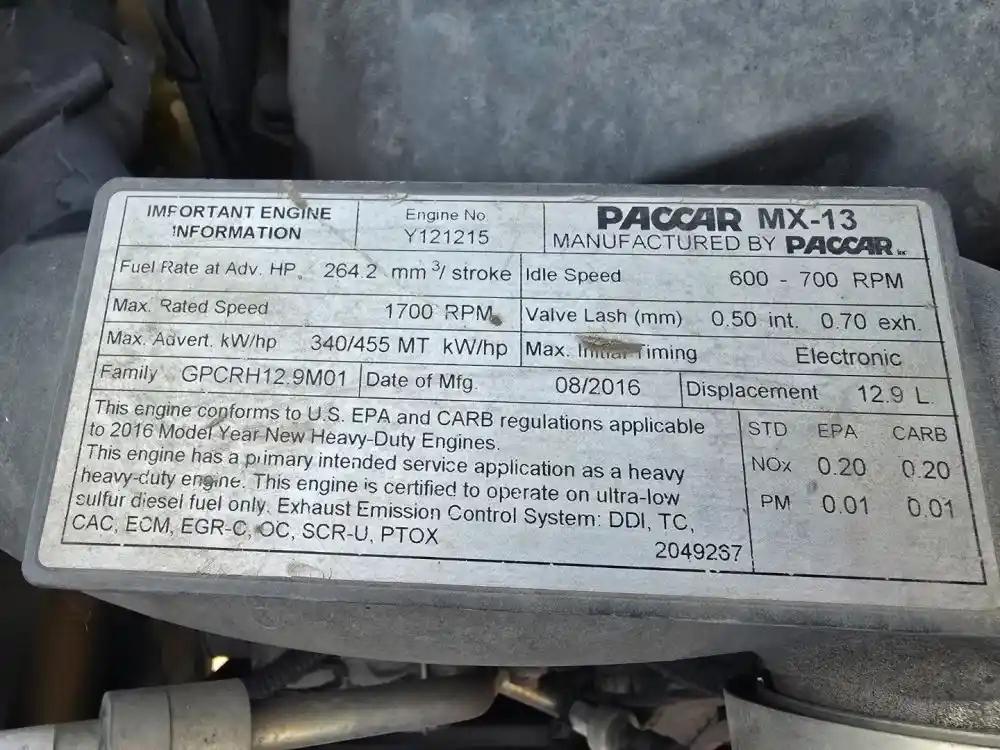 IMPORTANT ENGINE
INFORMATION
Engine No.
Y121215
PACCAR MX-13
MANUFACTURED BY PACCAR INC
Fuel Rate at Adv. HP. 264.2 mm³/ stroke
Idle Speed 600 - 700 RPM
Max. Rated Speed 1700 RPM
Valve Lash (mm) 0.50 int. 0.70 exh.
Max. Advert. kW/hp 340/455 MT kW/hp
Max. Initial Timing Electronic
Family GPCRH12.9M01
Date of Mfg. 08/2016
Displacement 12.9 L
This engine conforms to U.S. EPA and CARB regulations applicable
to 2016 Model Year New Heavy-Duty Engines.
This engine has a primary intended service application as a heavy
heavy-duty engine. This engine is certified to operate on ultra-low
sulfur diesel fuel only. Exhaust Emission Control System: DDI, TC,
CAC, ECM, EGR-C, OC, SCR-U, PTOX
2049267
STD EPA CARB
NOx 0.20 0.20
PM 0.01 0.01